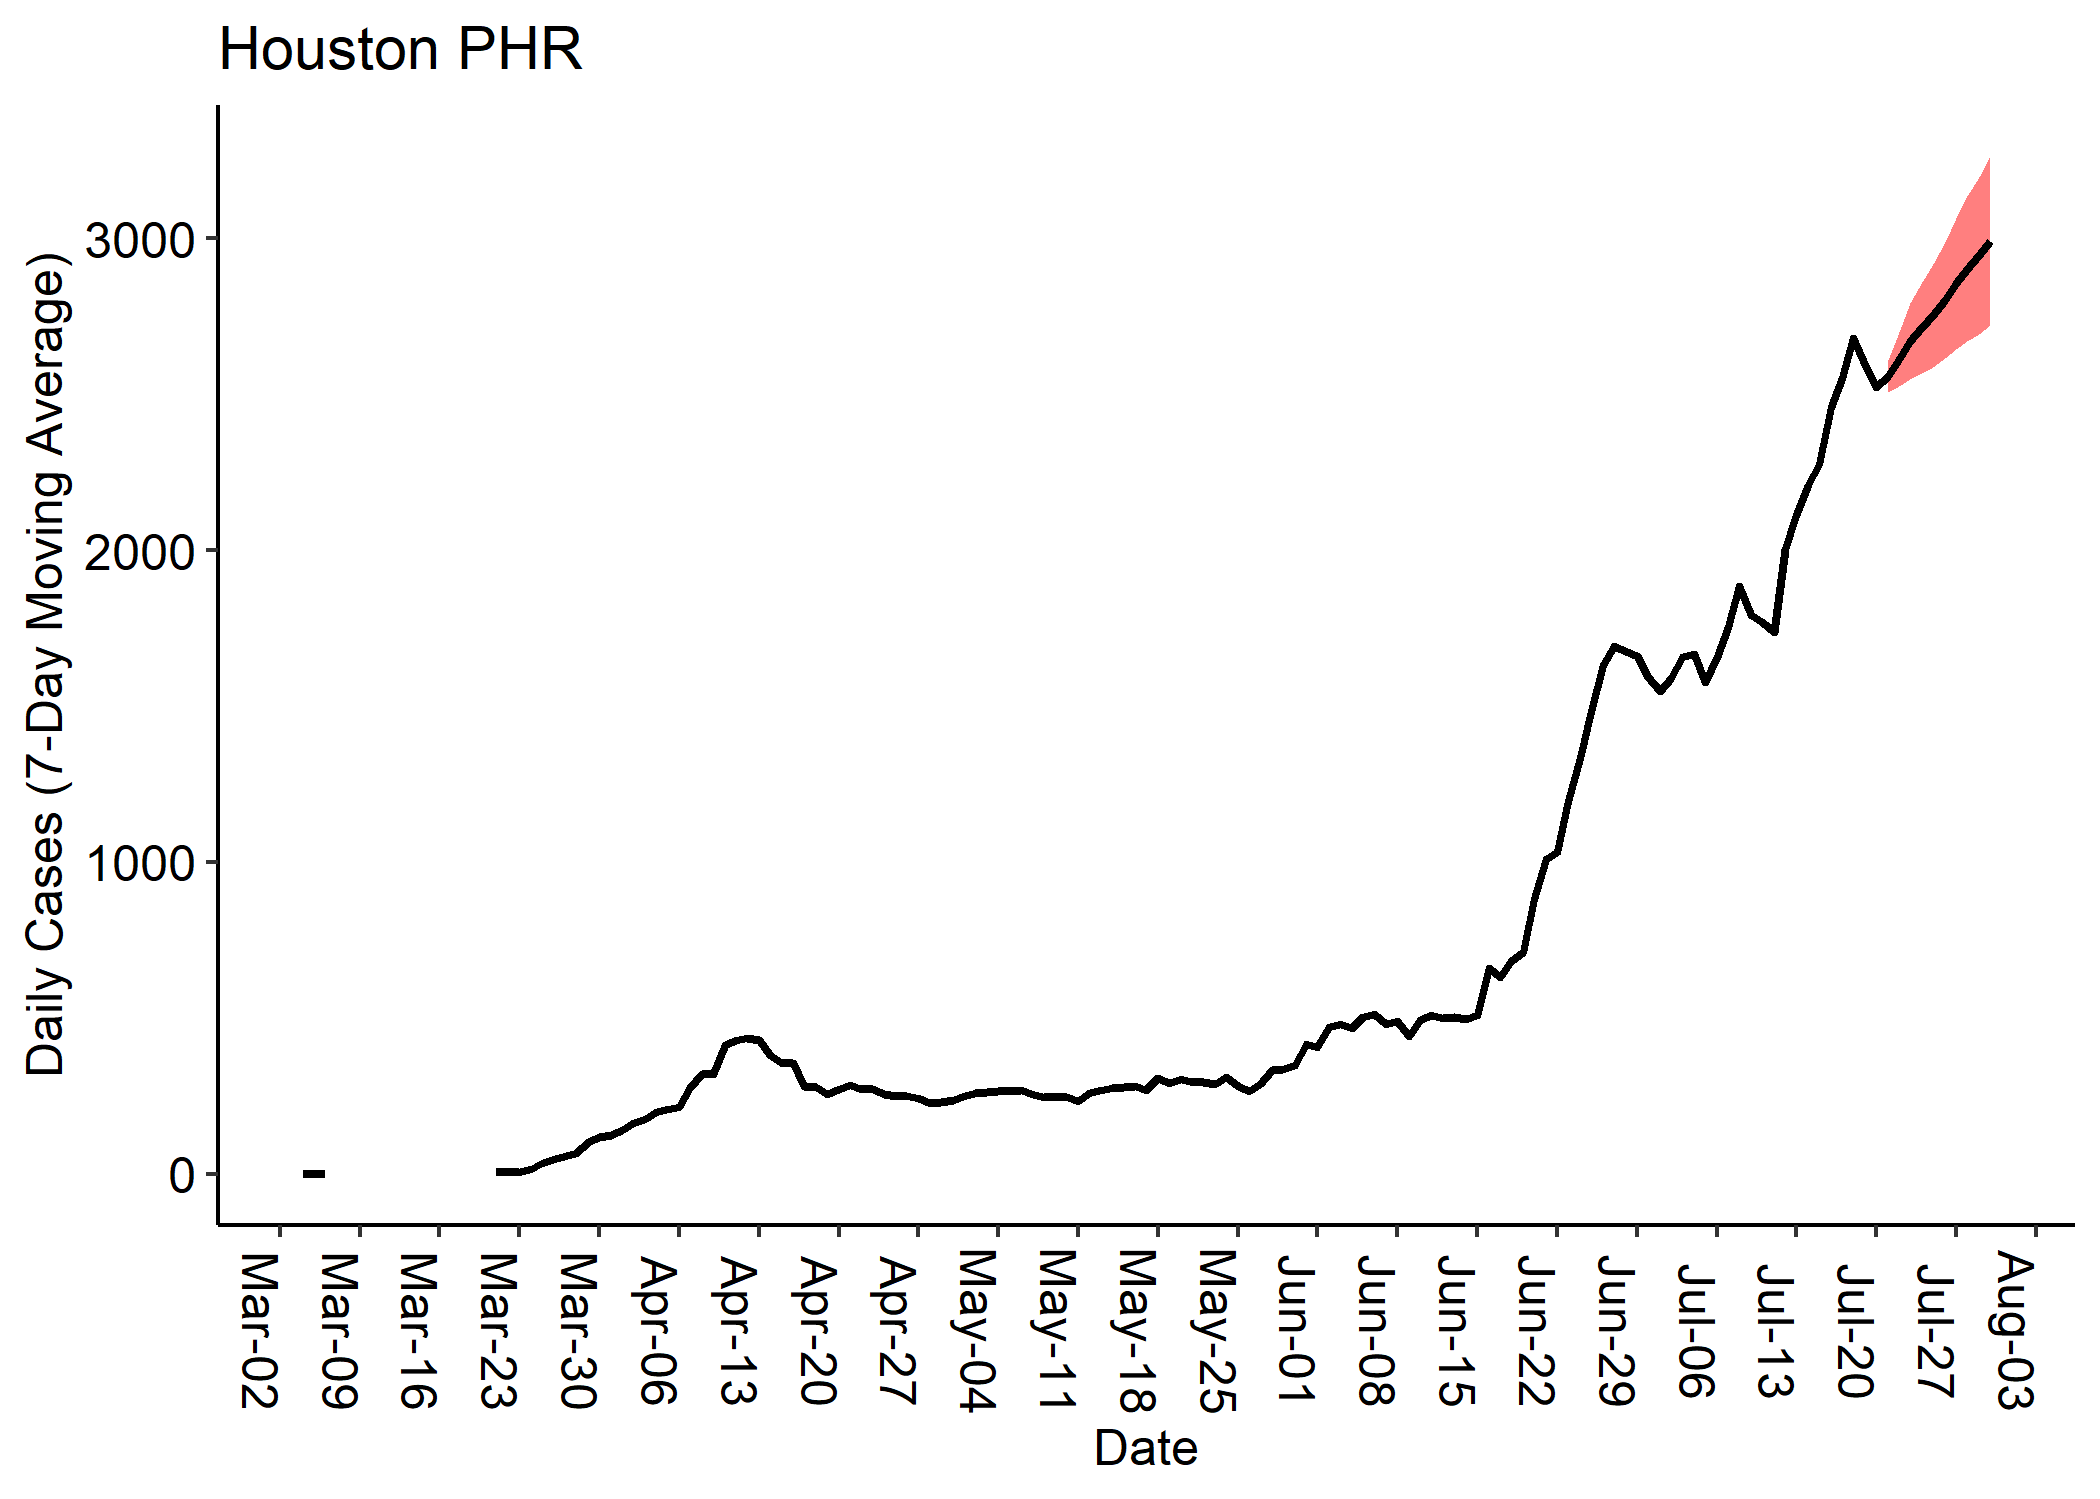 Houston PHR
Daily Cases (7-Day Moving Average)
3000
2000
1000
0
Mar-02
Mar-09
Mar-16
Mar-23
Mar-30
Apr-06
Apr-13
Apr-20
Apr-27
May-04
May-11
May-18
May-25
Jun-01
Jun-08
Jun-15
Jun-22
Jun-29
Jul-06
Jul-13
Jul-20
Jul-27
Aug-03
Date